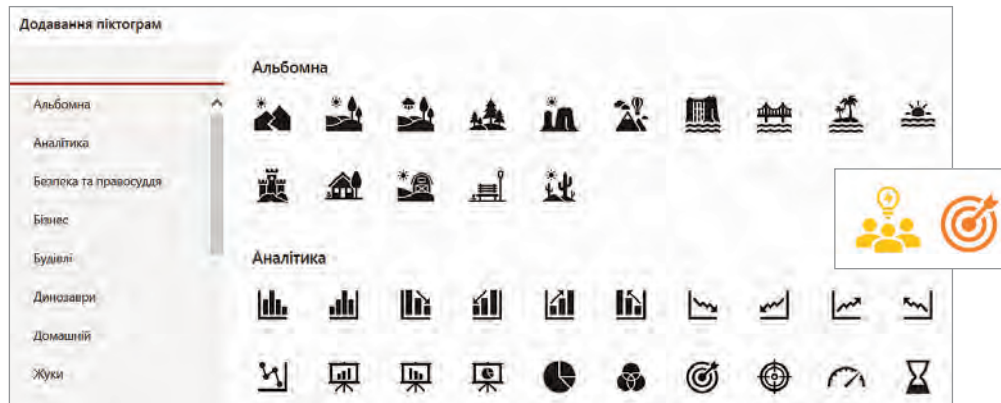 Додавання піктограм
Альбомна
Аналітика
Безпека та правосуддя
Бізнес
Будівлі
Динозаври
Домашній
Жуки
Альбомна
Аналітика